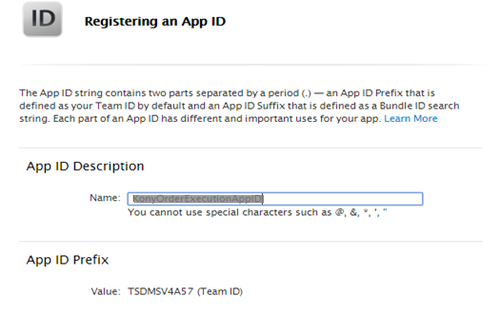 ID
Registering an App ID
The App ID string contains two parts separated by a period (.) — an App ID Prefix that is
defined as your Team ID by default and an App ID Suffix that is defined as a Bundle ID search
string. Each part of an App ID has different and important uses for your app. Learn More
App ID Description
Name: KonyOrderExecutionAppID
You cannot use special characters such as @, &, *, ', "
App ID Prefix
Value: TSDMSV4A57 (Team ID)